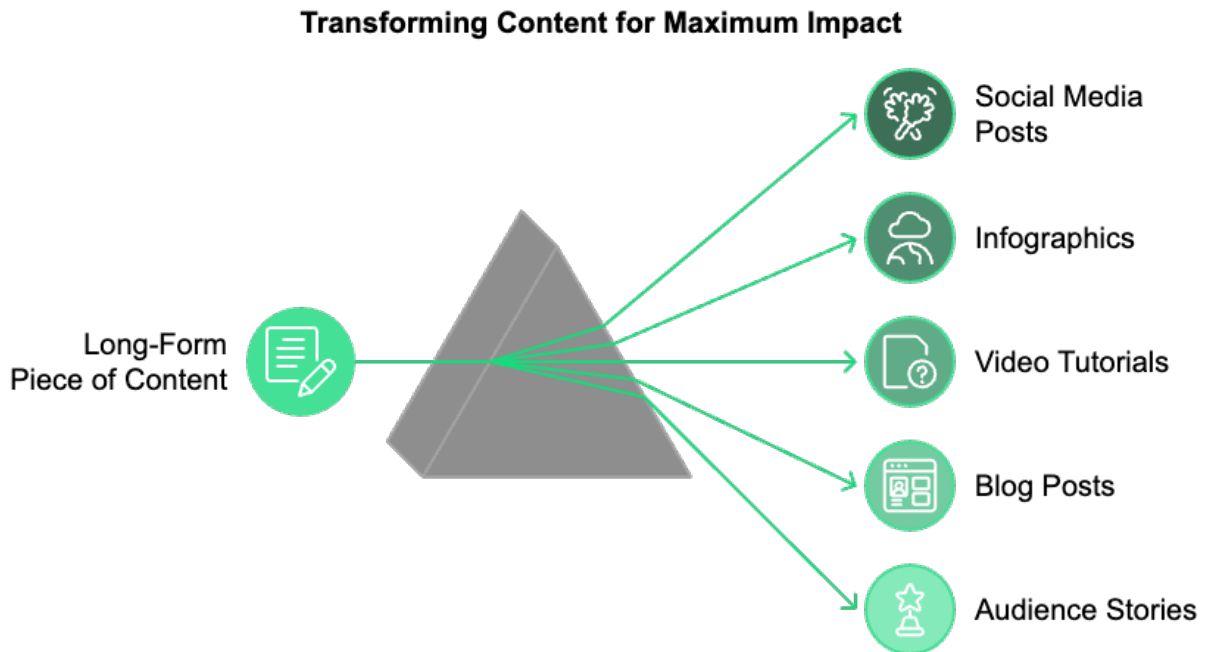 Transforming Content for Maximum Impact
Long-Form
Piece of Content
Social Media
Posts
Infographics
Video Tutorials
Blog Posts
Audience Stories